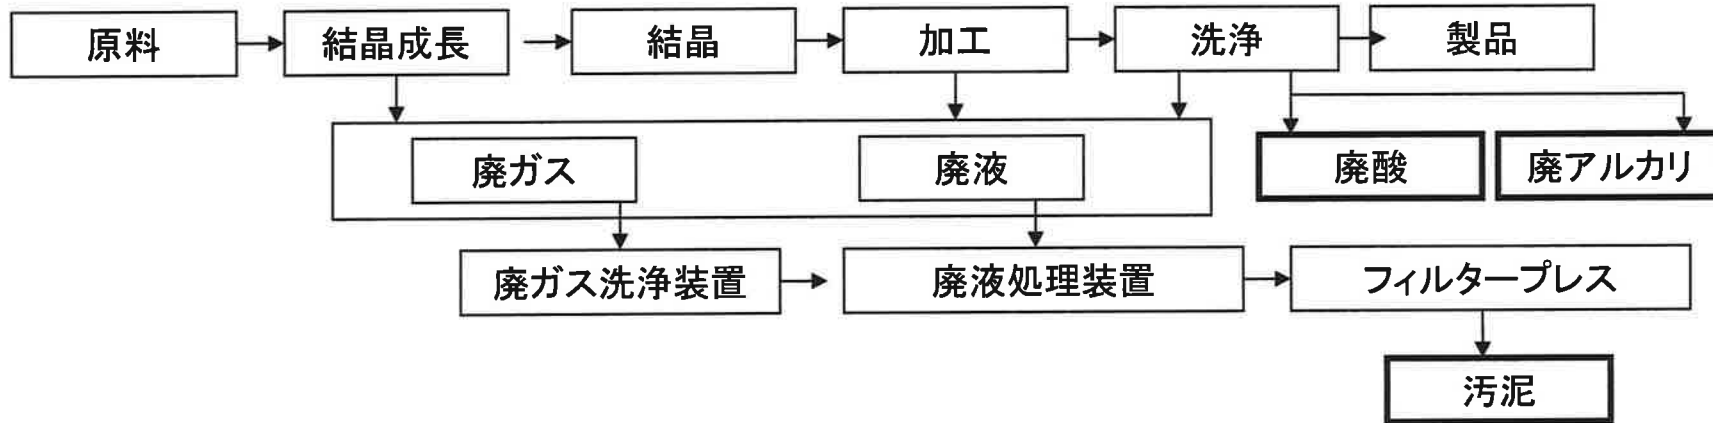 原料
結晶成長
結晶
加工
洗浄
製品
廃ガス
廃液
廃酸
廃アルカリ
廃ガス洗浄装置
廃液処理装置
フィルタープレス
汚泥